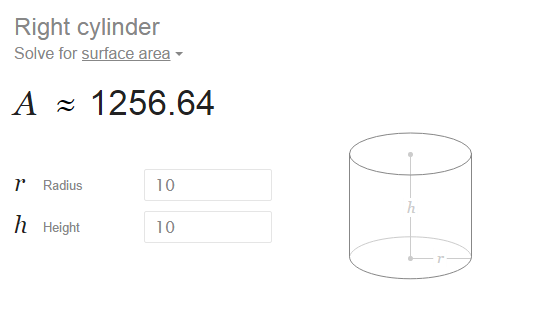 Right cylinder
Solve for surface area
A ≈ 1256.64
r Radius 10
h Height 10
h
r